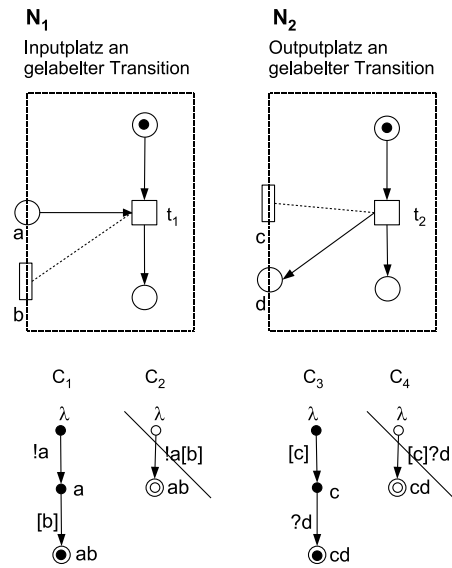 N1
Inputplatz an
gelabelter Transition
a
t1
b
N2
Outputplatz an
gelabelter Transition
c
t2
d
C1
λ
!a
a
[b]
ab
C2
λ
!a[b]
ab
C3
λ
[c]
c
?d
cd
C4
λ
[c]?d
cd